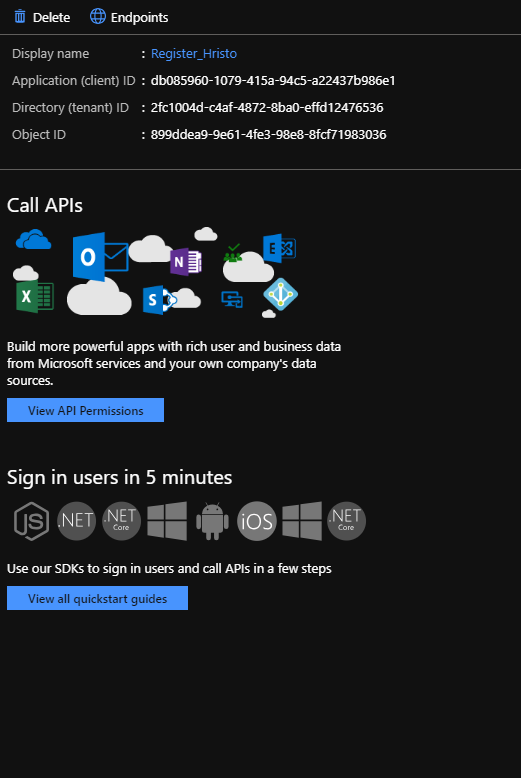 Delete Endpoints
Display name : Register_Hristo
Application (client) ID : db085960-1079-415a-94c5-a22437b986e1
Directory (tenant) ID : 2fc1004d-c4af-4872-8ba0-effd12476536
Object ID : 899ddea9-9e61-4fe3-98e8-8fcf71983036
Call APIs
O
N
E
X
S
Build more powerful apps with rich user and business data
from Microsoft services and your own company's data
sources.
View API Permissions
Sign in users in 5 minutes
JS .NET .NET Core iOS .NET Core
Use our SDKs to sign in users and call APIs in a few steps
View all quickstart guides